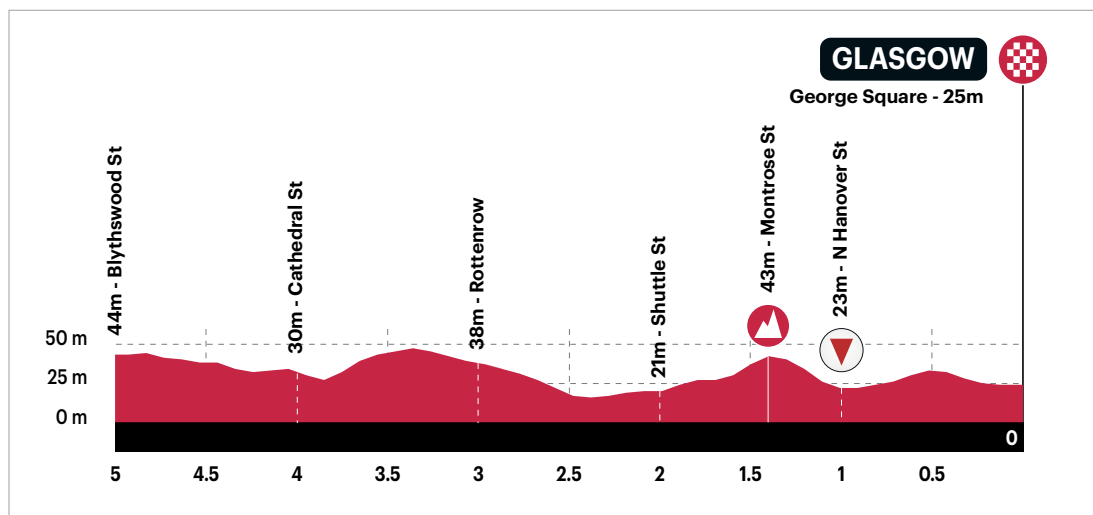 GLASGOW
George Square - 25m
44m - Blythswood St
30m - Cathedral St
38m - Rottenrow
21m - Shuttle St
43m - Montrose St
23m - N Hanover St
50 m
25 m
0 m
0
5 4.5 4 3.5 3 2.5 2 1.5 1 0.5